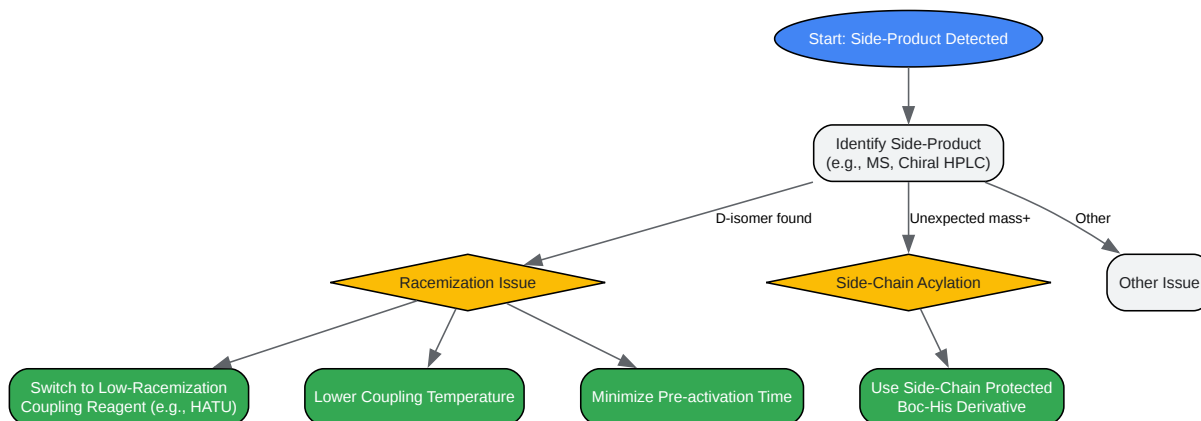 Start: Side-Product Detected
Identify Side-Product
(e.g., MS, Chiral HPLC)
D-isomer found
Unexpected mass+
Other
Racemization Issue
Side-Chain Acylation
Other Issue
Switch to Low-Racemization
Coupling Reagent (e.g., HATU)
Lower Coupling Temperature
Minimize Pre-activation Time
Use Side-Chain Protected
Boc-His Derivative